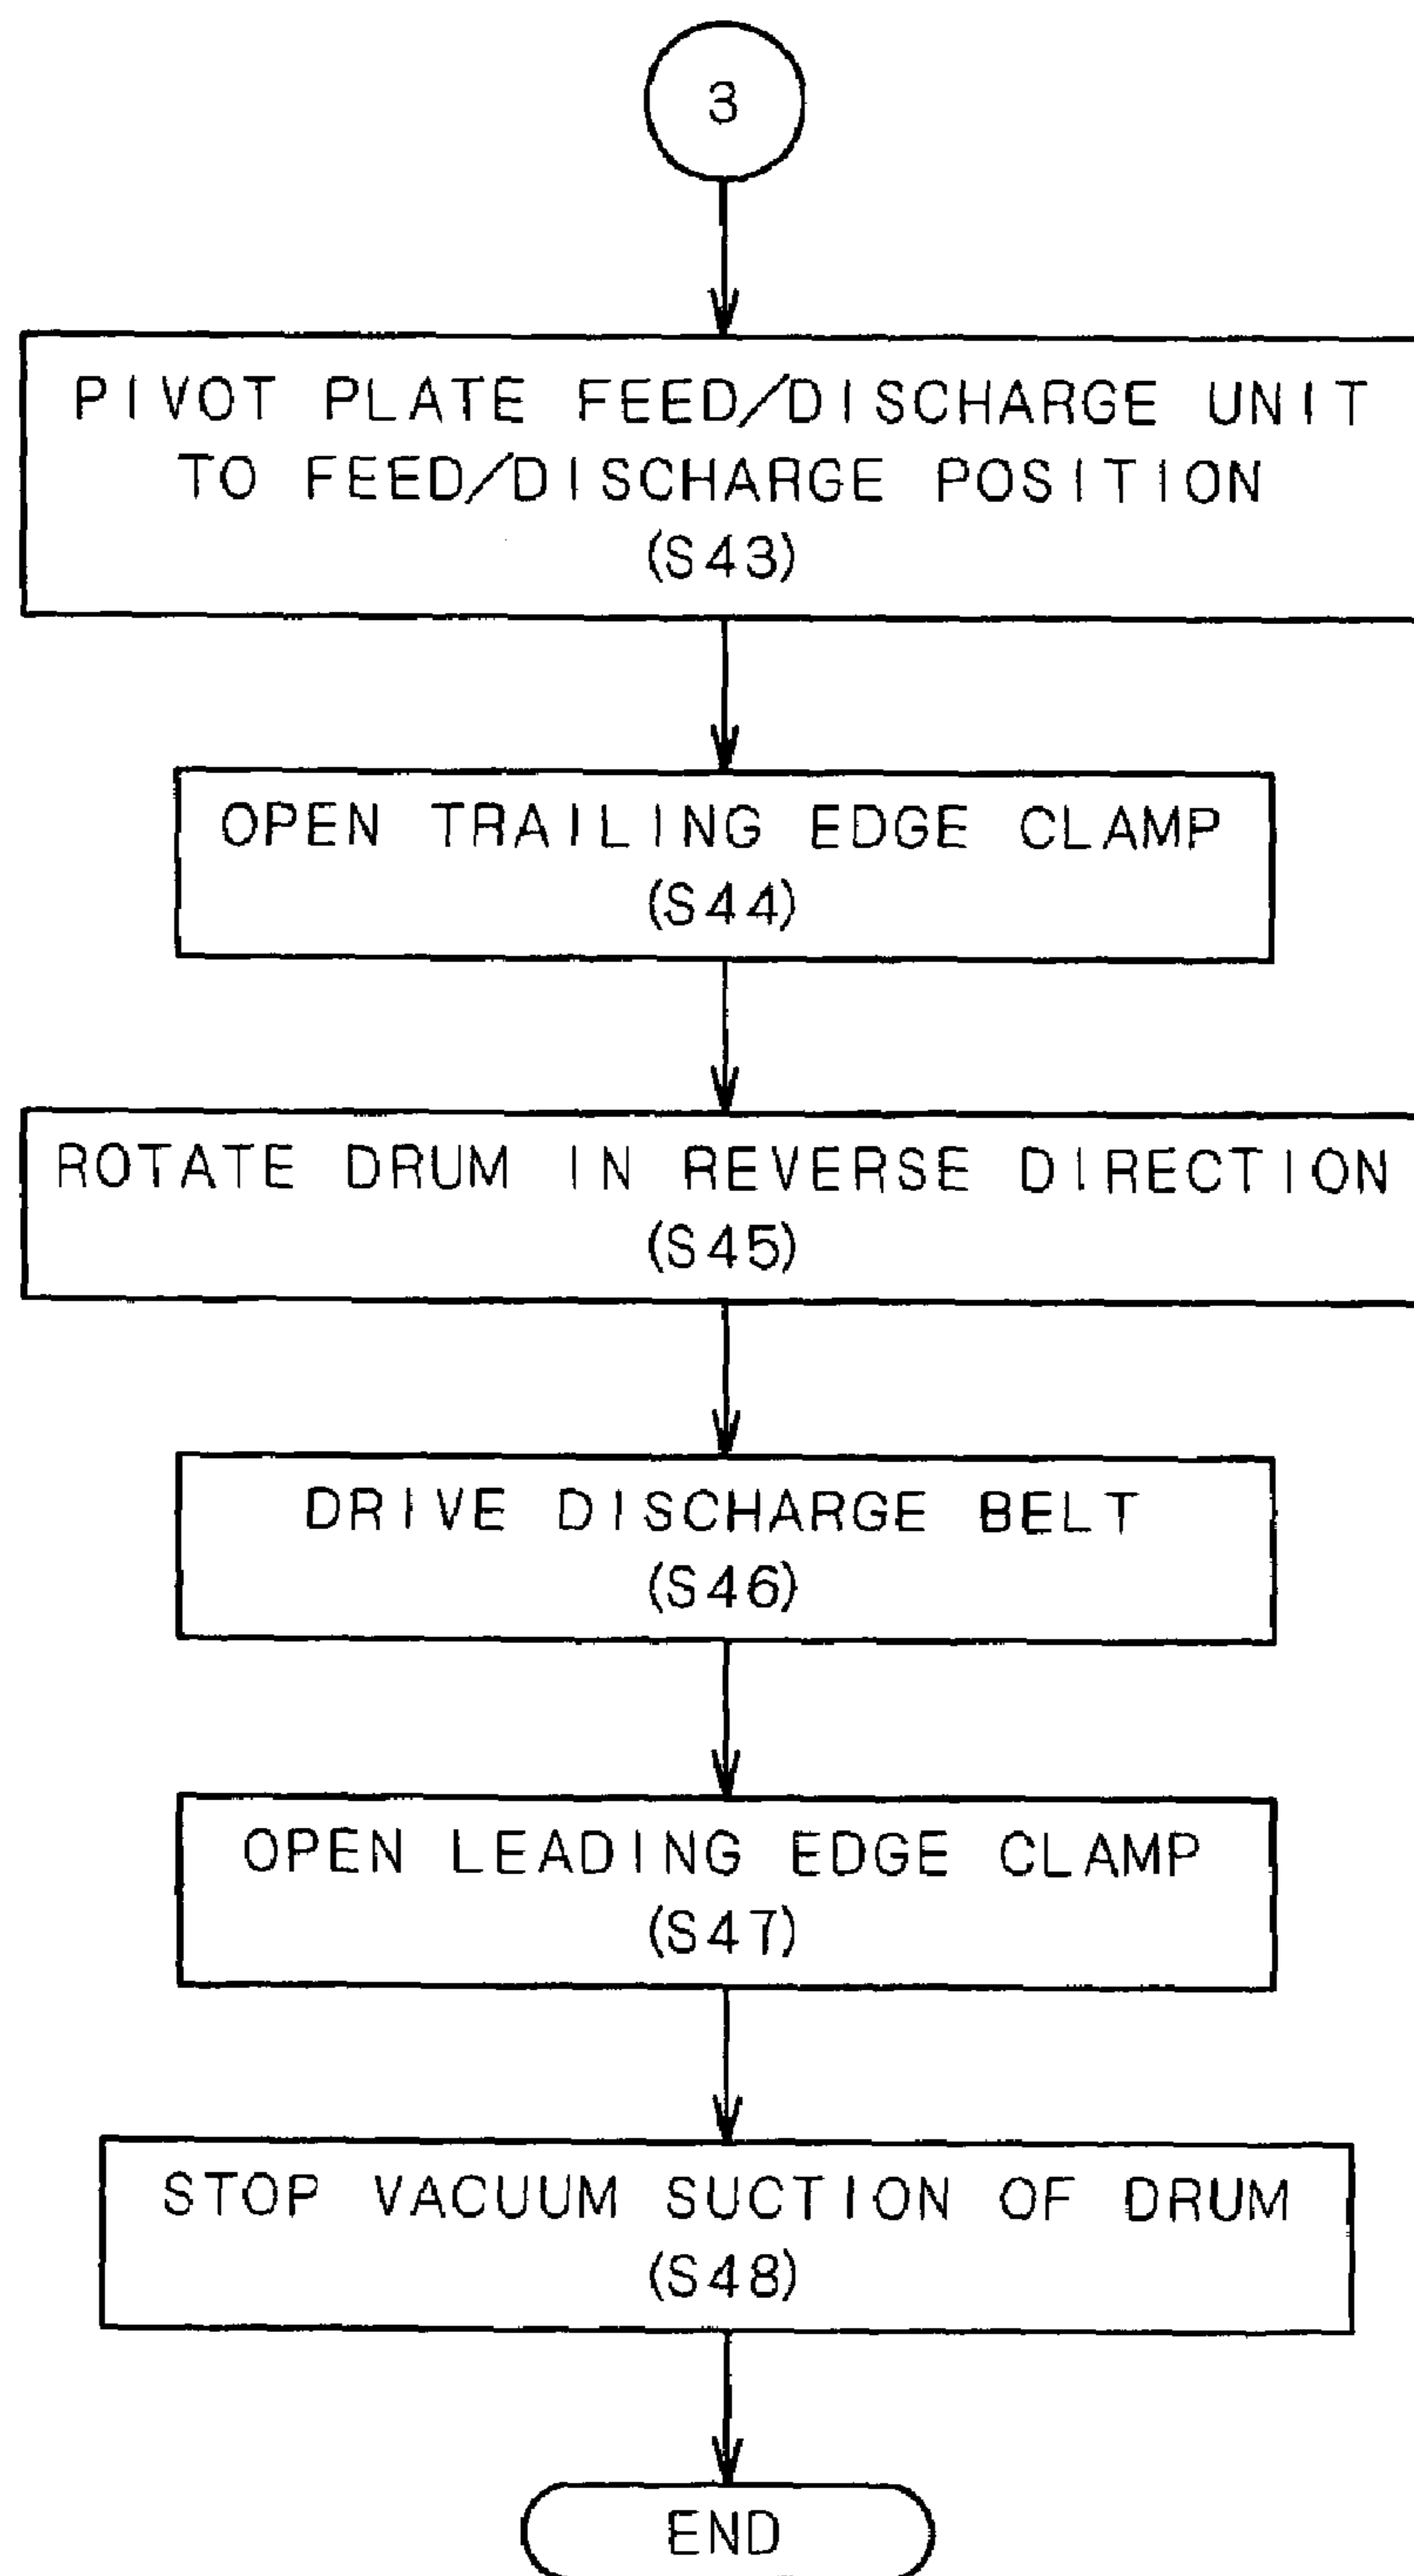 3
PIVOT PLATE FEED/DISCHARGE UNIT
TO FEED/DISCHARGE POSITION
(S43)
OPEN TRAILING EDGE CLAMP
(S44)
ROTATE DRUM IN REVERSE DIRECTION
(S45)
DRIVE DISCHARGE BELT
(S46)
OPEN LEADING EDGE CLAMP
(S47)
STOP VACUUM SUCTION OF DRUM
(S48)
END